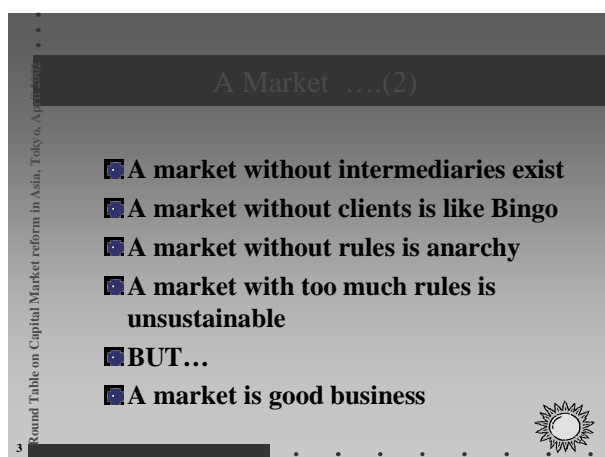 A Market ….(2)
A market without intermediaries exist
A market without clients is like Bingo
A market without rules is anarchy
A market with too much rules is
unsustainable
BUT…
A market is good business
Round Table on Capital Market reform in Asia, Tokyo, April 2002
3